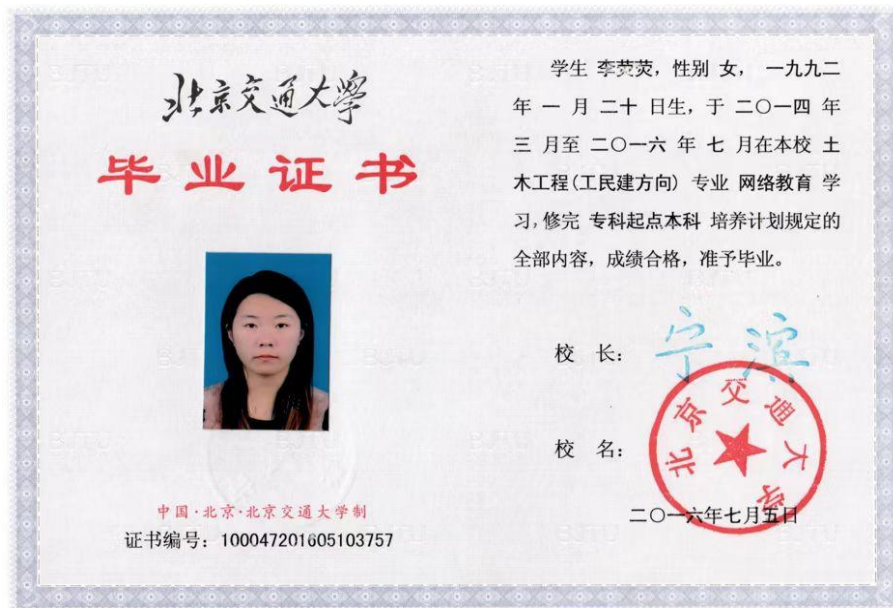 北京交通大學
毕业证书
中国·北京·北京交通大学制
证书编号：100047201605103757
学生 李荧荧，性别 女， 一九九二
年 一 月 二十 日生，于 二〇一四 年
三 月至 二〇一六 年 七 月在本校 土
木工程(工民建方向) 专业 网络教育 学
习，修完 专科起点本科 培养计划规定的
全部内容，成绩合格，准予毕业。
校 长：宁滨
校 名：
北京交通大学
二〇一六年七月五日